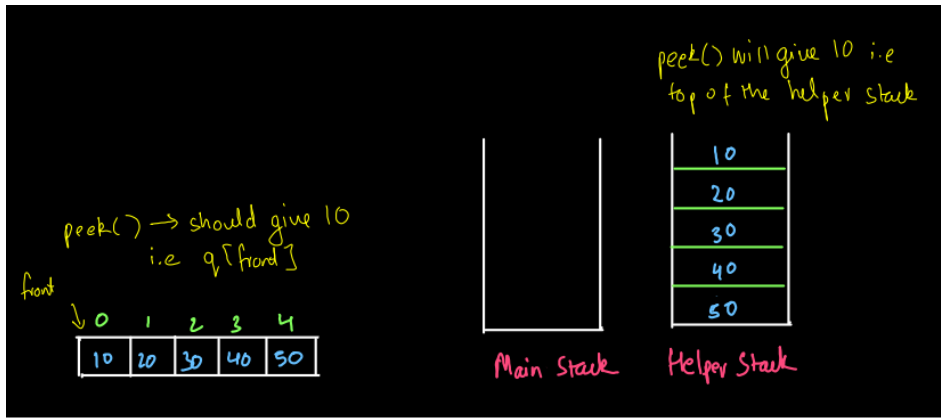 peek() will give 10 i.e
top of the helper stack
peek() → should give 10
i.e q[front]
front
0 1 2 3 4
10 20 30 40 50
10
20
30
40
50
Main Stack
Helper Stack